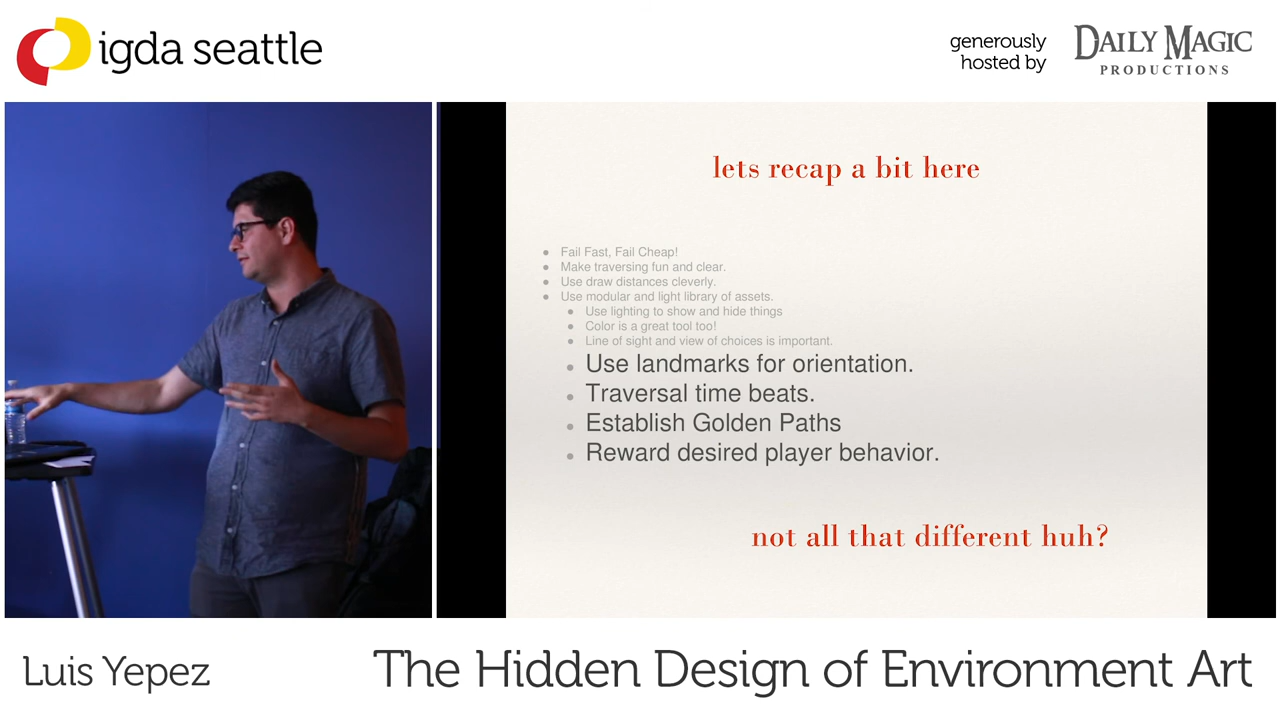 igda seattle
generously
hosted by
DAILY MAGIC
PRODUCTIONS
lets recap a bit here
Fail Fast, Fail Cheap!
Make traversing fun and clear.
Use draw distances cleverly.
Use modular and light library of assets.
Use lighting to show and hide things
Color is a great tool too!
Line of sight and view of choices is important.
Use landmarks for orientation.
Traversal time beats.
Establish Golden Paths
Reward desired player behavior.
not all that different huh?
Luis Yepez
The Hidden Design of Environment Art